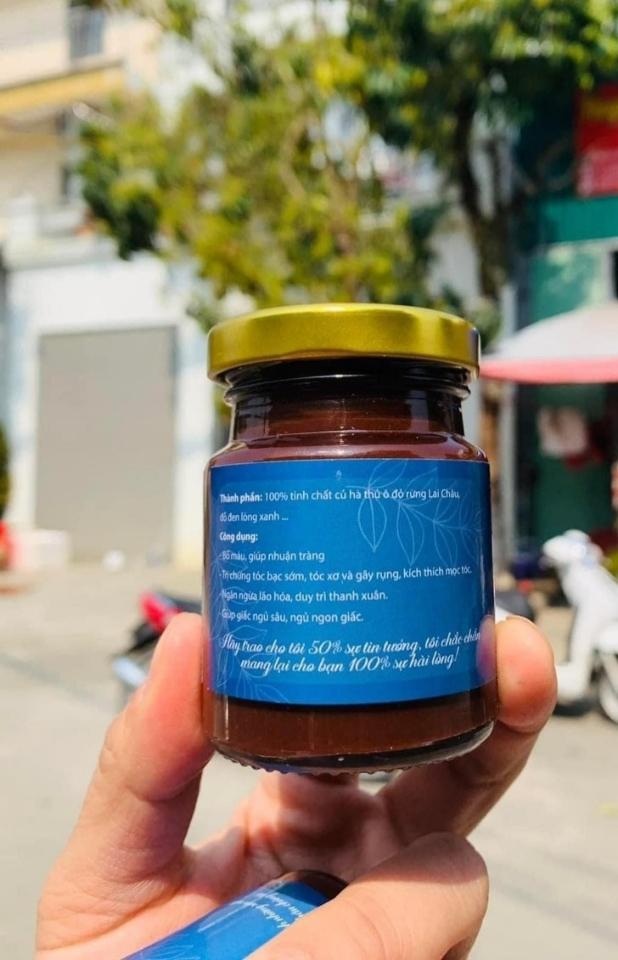 Thành phần: 100% tinh chất củ hà thủ ô đỏ rừng Lai Châu,
đỗ đen lòng xanh ...
Công dụng:
- Bổ máu, giúp nhuận tràng
- Trị chứng tóc bạc sớm, tóc xơ và gãy rụng, kích thích mọc tóc.
- Ngăn ngừa lão hóa, duy trì thanh xuân.
- Giúp giấc ngủ sâu, ngủ ngon giấc.
Hãy trao cho tôi 50% sự tin tưởng, tôi chắc chắn
mang lại cho bạn 100% sự hài lòng!